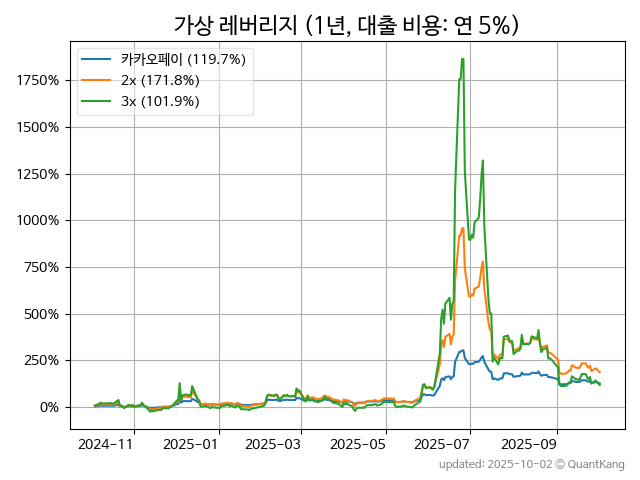 가상 레버리지 (1년, 대출 비용: 연 5%)
카카오페이 (119.7%)
2x (171.8%)
3x (101.9%)
1750%
1500%
1250%
1000%
750%
500%
250%
0%
2024-11 2025-01 2025-03 2025-05 2025-07 2025-09
updated: 2025-10-02 © QuantKang